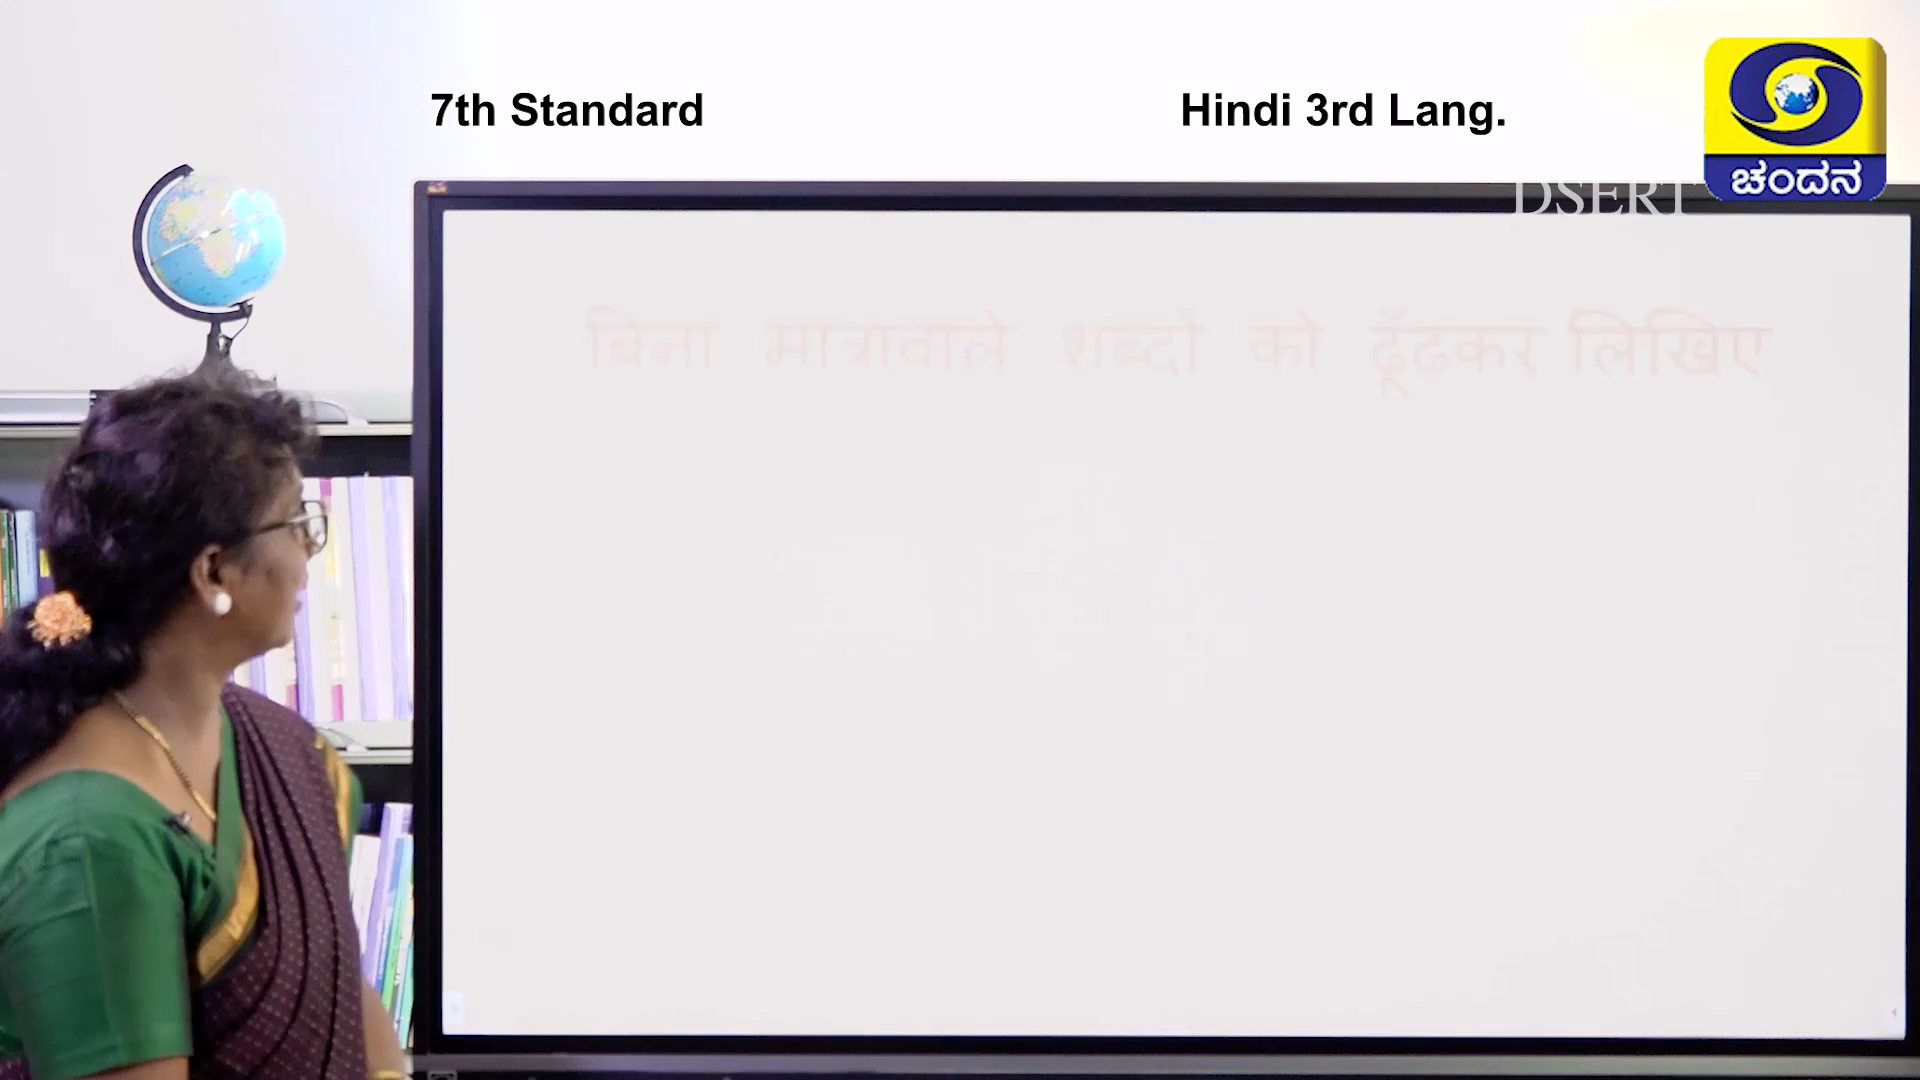 7th Standard Hindi 3rd Lang.
ಚಂದನ
DSERT
बिना मात्रावाले शब्दों को ढूँढकर लिखिए